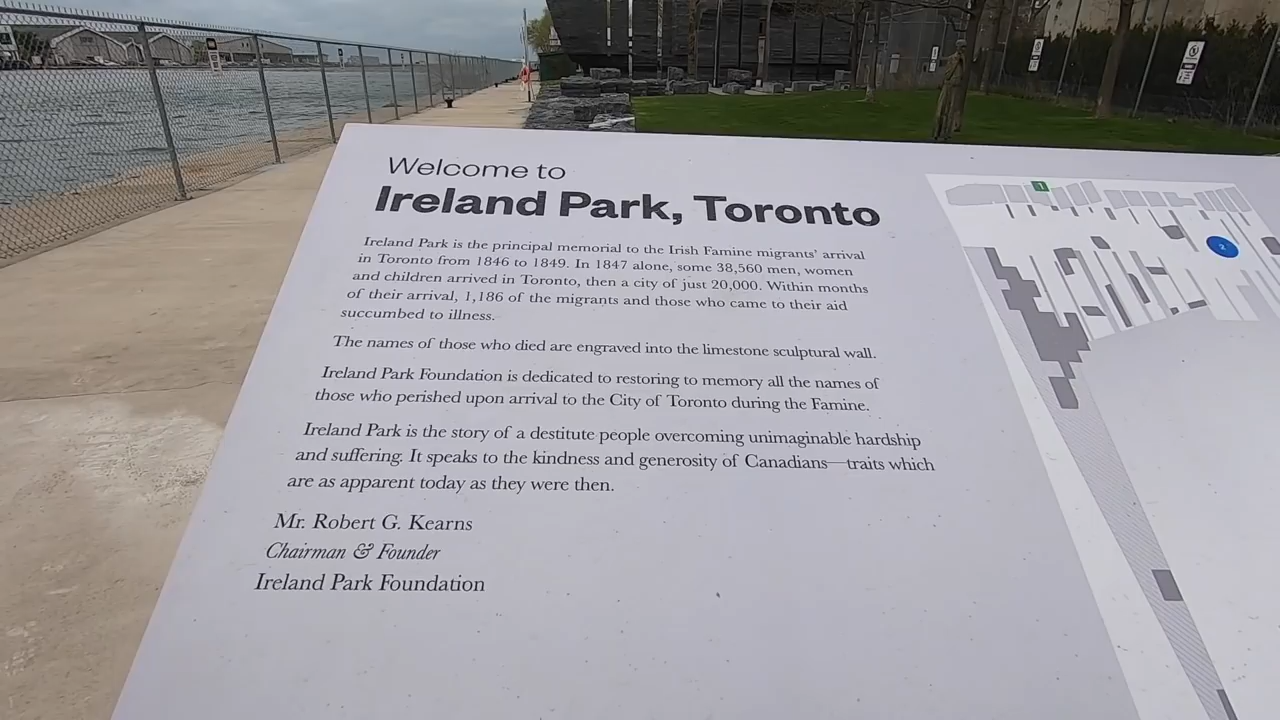 Welcome to
Ireland Park, Toronto
Ireland Park is the principal memorial to the Irish Famine migrants' arrival
in Toronto from 1846 to 1849. In 1847 alone, some 38,560 men, women
and children arrived in Toronto, then a city of just 20,000. Within months
of their arrival, 1,186 of the migrants and those who came to their aid
succumbed to illness.
The names of those who died are engraved into the limestone sculptural wall.
Ireland Park Foundation is dedicated to restoring to memory all the names of
those who perished upon arrival to the City of Toronto during the Famine.
Ireland Park is the story of a destitute people overcoming unimaginable hardship
and suffering. It speaks to the kindness and generosity of Canadians—traits which
are as apparent today as they were then.
Mr. Robert G. Kearns
Chairman & Founder
Ireland Park Foundation
1
2